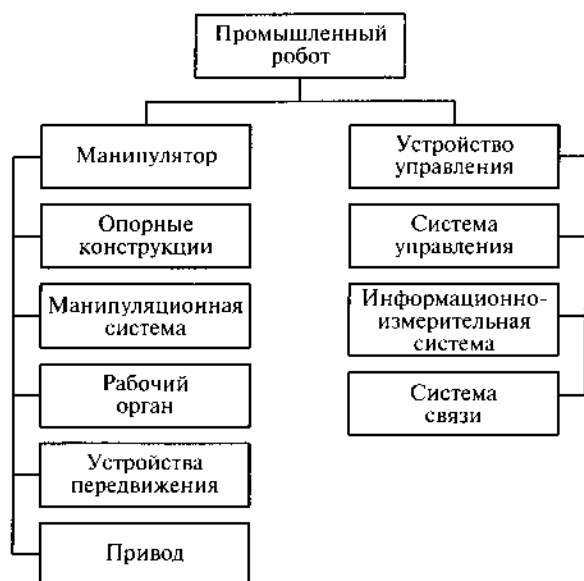 Промышленный
робот
Манипулятор
Опорные
конструкции
Манипуляционная
система
Рабочий
орган
Устройства
передвижения
Привод
Устройство
управления
Система
управления
Информационно-
измерительная
система
Система
связи